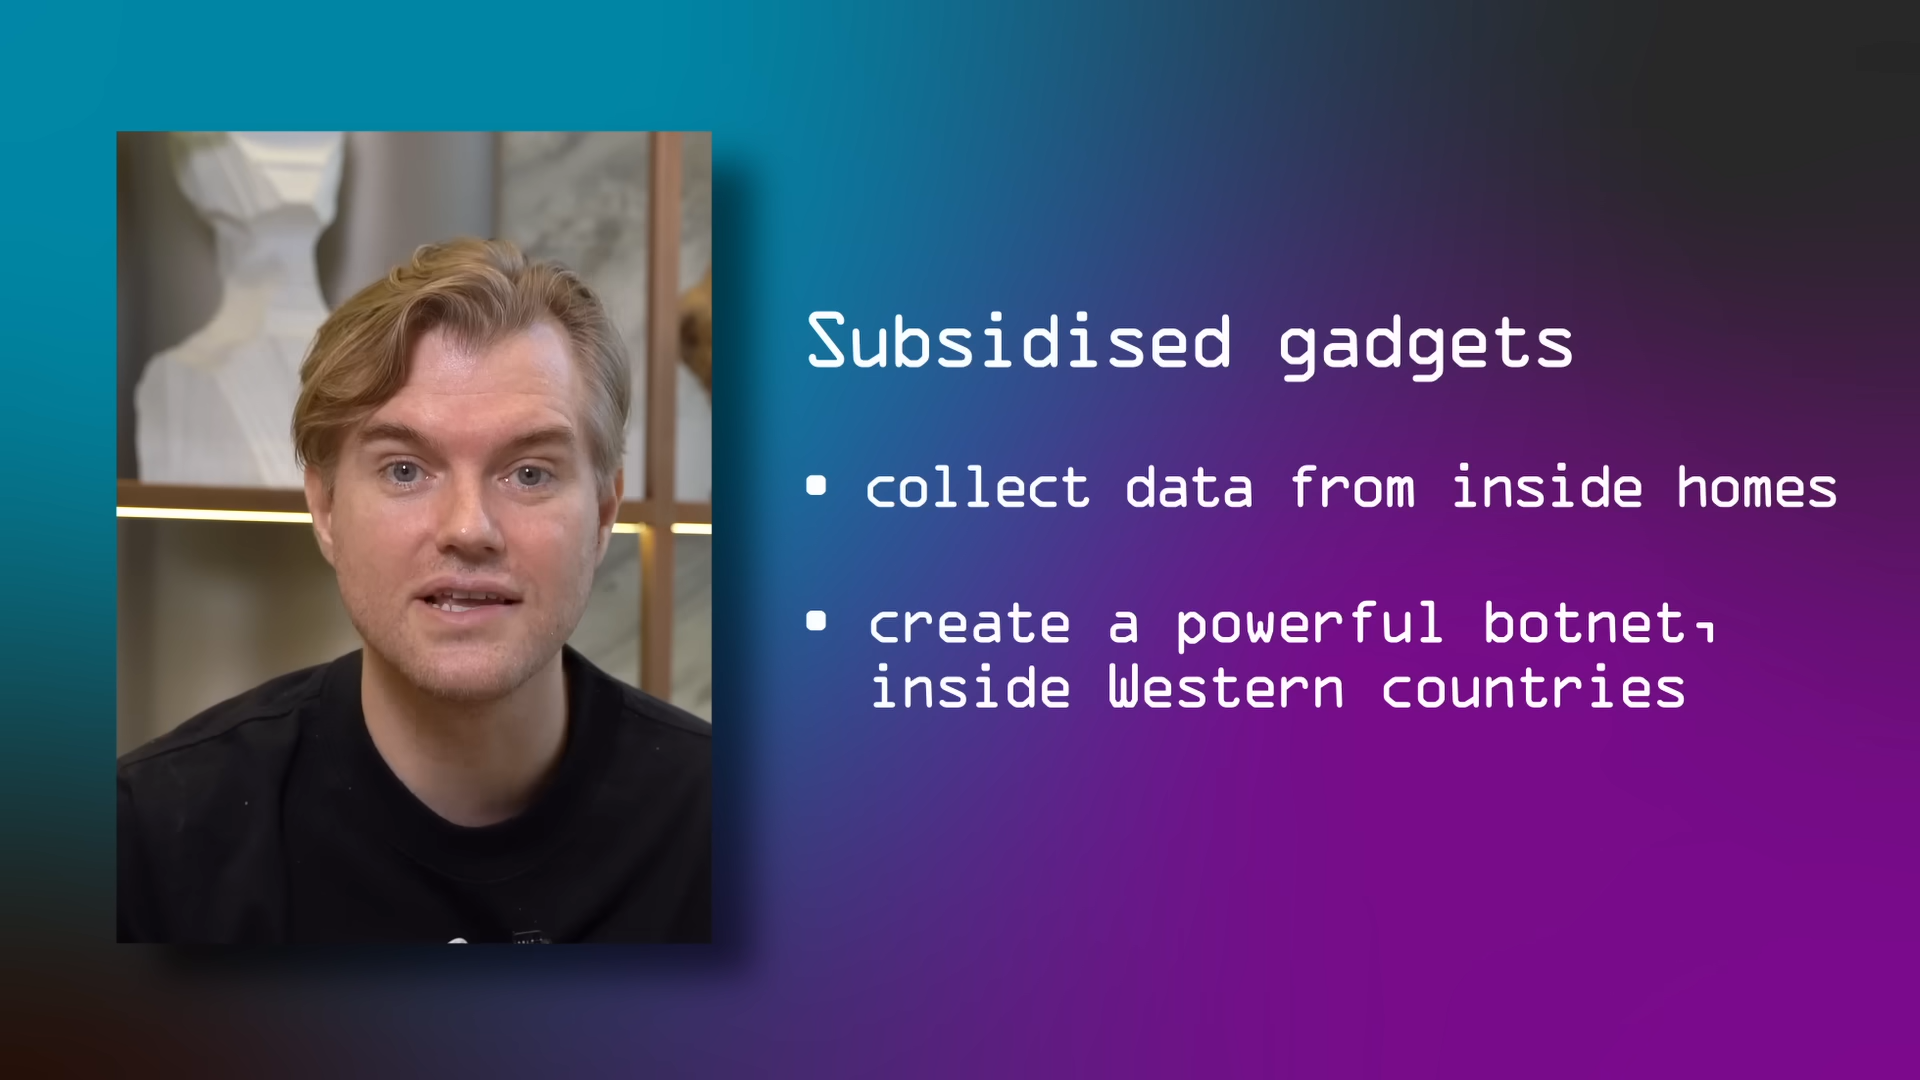 Subsidised gadgets
▪ collect data from inside homes
▪ create a powerful botnet,
inside Western countries